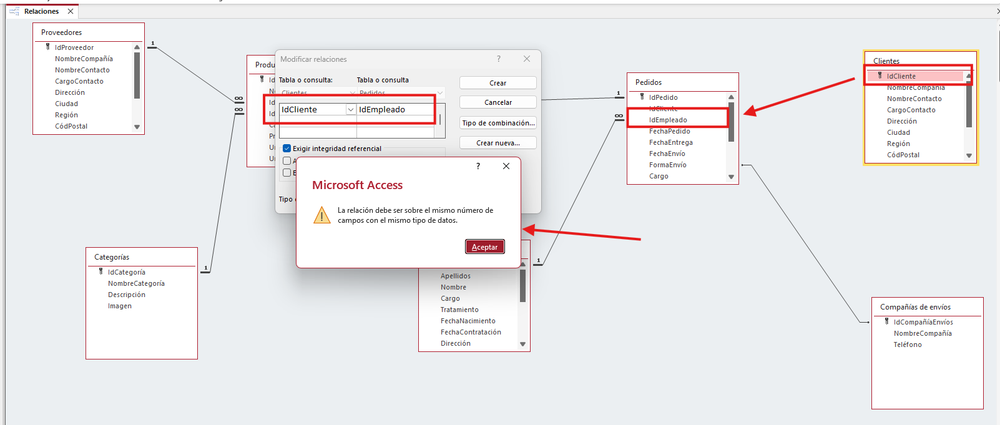 Relaciones
Proveedores
IdProveedor
NombreCompañía
NombreContacto
CargoContacto
Dirección
Ciudad
Región
CódPostal
1
∞
∞
Produ
Id
Id
Id
Pr
Modificar relaciones
?
Tabla o consulta:
Tabla o consulta
Clientes
Pedidos
IdCliente
IdEmpleado
Crear
Cancelar
Tipo de combinación...
Crear nueva...
Exigir integridad referencial
Tipo
?
Microsoft Access
La relación debe ser sobre el mismo número de
campos con el mismo tipo de datos.
Aceptar
1
∞
Pedidos
IdPedido
IdCliente
IdEmpleado
FechaPedido
FechaEntrega
FechaEnvío
FormaEnvío
Cargo
Clientes
IdCliente
NombreCompañía
NombreContacto
CargoContacto
Dirección
Ciudad
Región
CódPostal
Categorías
IdCategoría
NombreCategoría
Descripción
Imagen
1
1
Apellidos
Nombre
Cargo
Tratamiento
FechaNacimiento
FechaContratación
Dirección
Compañías de envíos
IdCompañíaEnvíos
NombreCompañía
Teléfono